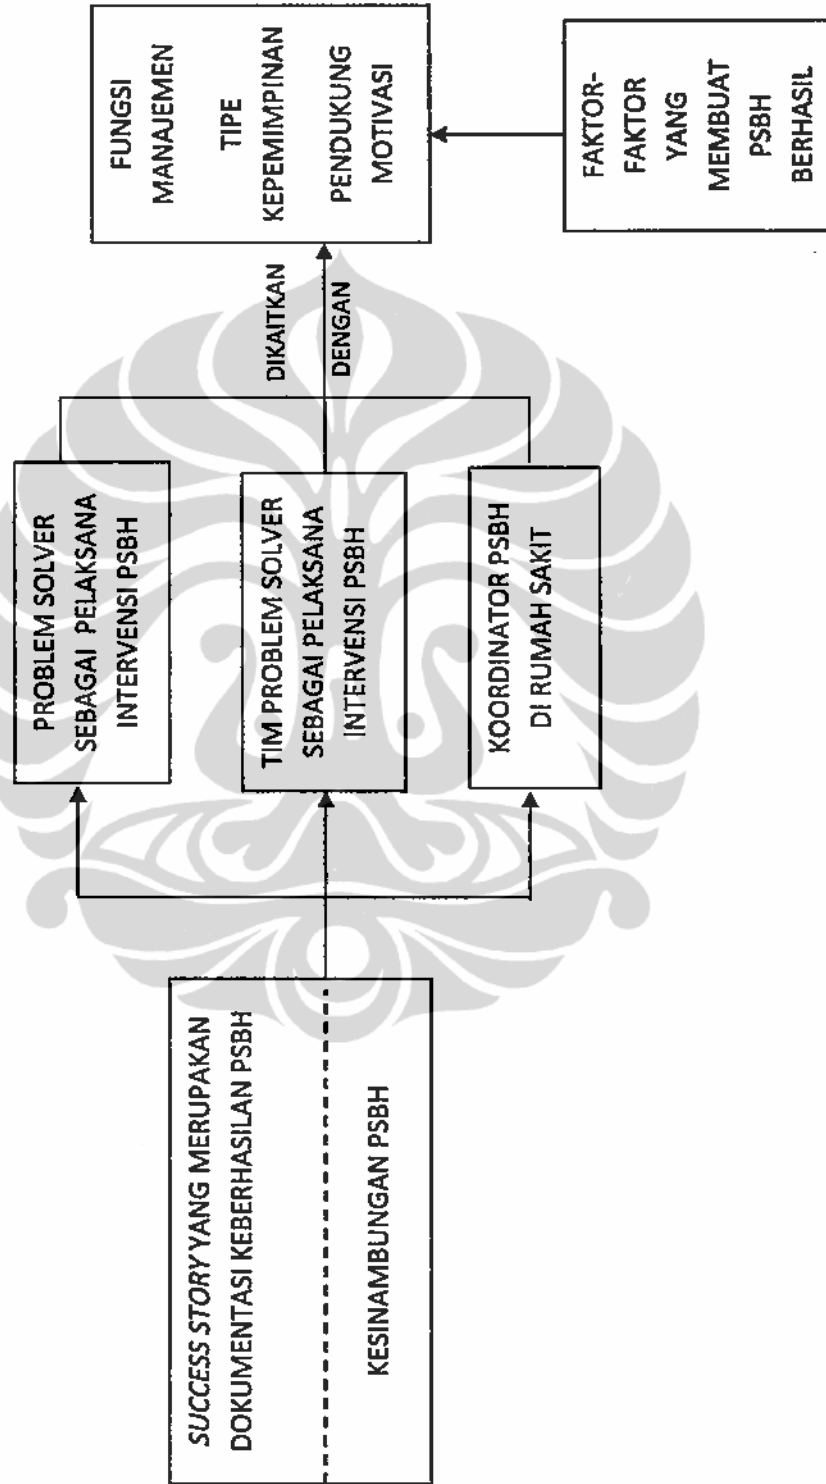 SUCCESS STORY YANG MERUPAKAN
DOKUMENTASI KEBERHASILAN PSBH
KESINAMBUNGAN PSBH
PROBLEM SOLVER
SEBAGAI PELAKSANA
INTERVENSI PSBH
TIM PROBLEM SOLVER
SEBAGAI PELAKSANA
INTERVENSI PSBH
KOORDINATOR PSBH
DI RUMAH SAKIT
DIKAITKAN
DENGAN
FUNGSI
MANAJEMEN
TIPE
KEPEMIMPINAN
PENDUKUNG
MOTIVASI
FAKTOR-
FAKTOR
YANG
MEMBUAT
PSBH
BERHASIL